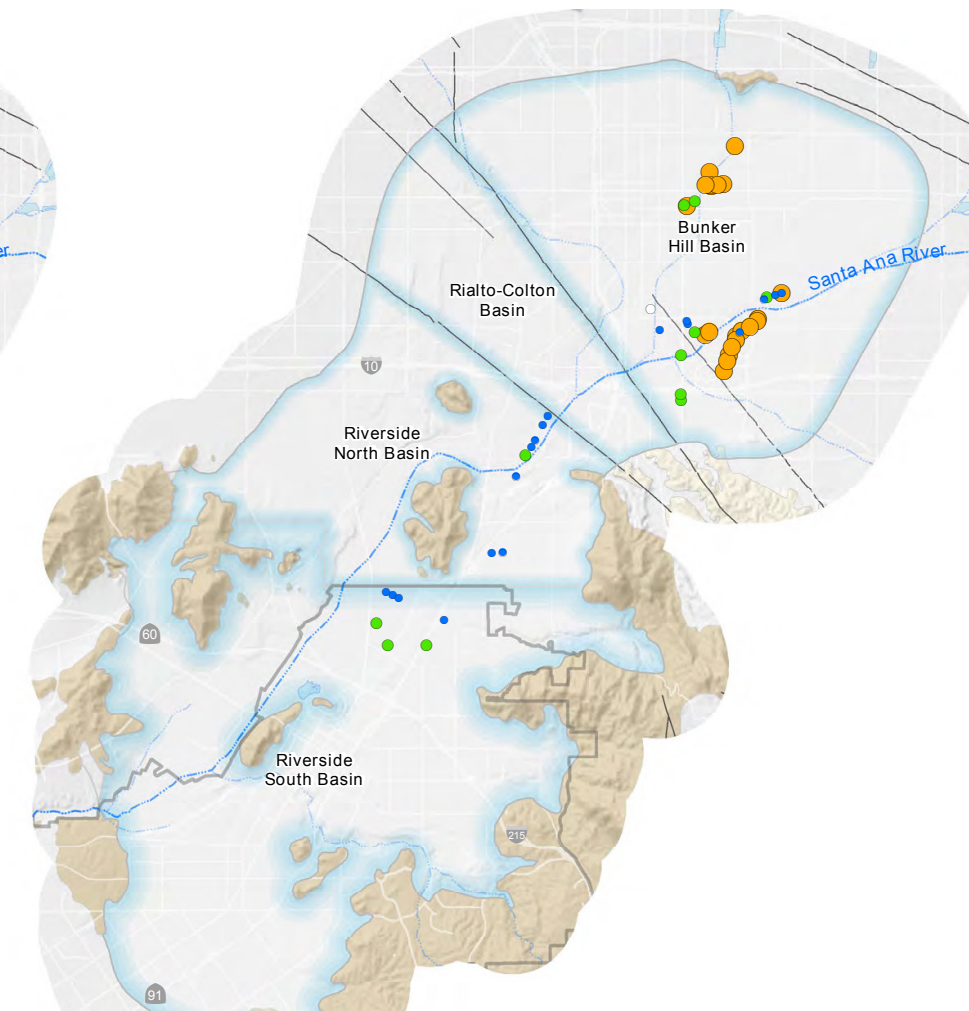 Bunker
Hill Basin
Santa Ana River
er
Rialto-Colton
Basin
10
Riverside
North Basin
60
Riverside
South Basin
215
91